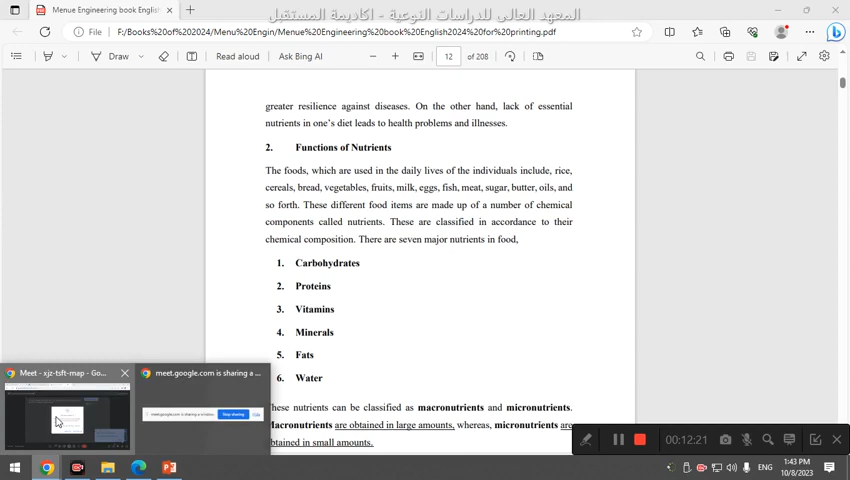 Menue Engineering book English
المعهد العالى للدراسات النوعية - اكاديمة المستقبل
File
F:/Books%20of%202024/Menu%20Engin/Menue%20Engineering%20book%20English2024%20for%20printing.pdf
Draw
Read aloud
Ask Bing AI
12 of 208
greater resilience against diseases. On the other hand, lack of essential
nutrients in one's diet leads to health problems and illnesses.
2. Functions of Nutrients
The foods, which are used in the daily lives of the individuals include, rice,
cereals, bread, vegetables, fruits, milk, eggs, fish, meat, sugar, butter, oils, and
so forth. These different food items are made up of a number of chemical
components called nutrients. These are classified in accordance to their
chemical composition. There are seven major nutrients in food,
1. Carbohydrates
2. Proteins
3. Vitamins
4. Minerals
5. Fats
6. Water
Meet - xjz-tsft-map - Go...
meet.google.com is sharing a ...
meet.google.com is sharing a window.
Stop sharing
Hide
These nutrients can be classified as macronutrients and micronutrients.
Macronutrients are obtained in large amounts, whereas, micronutrients are
obtained in small amounts.
00:12:21
ENG
1:43 PM
10/8/2023